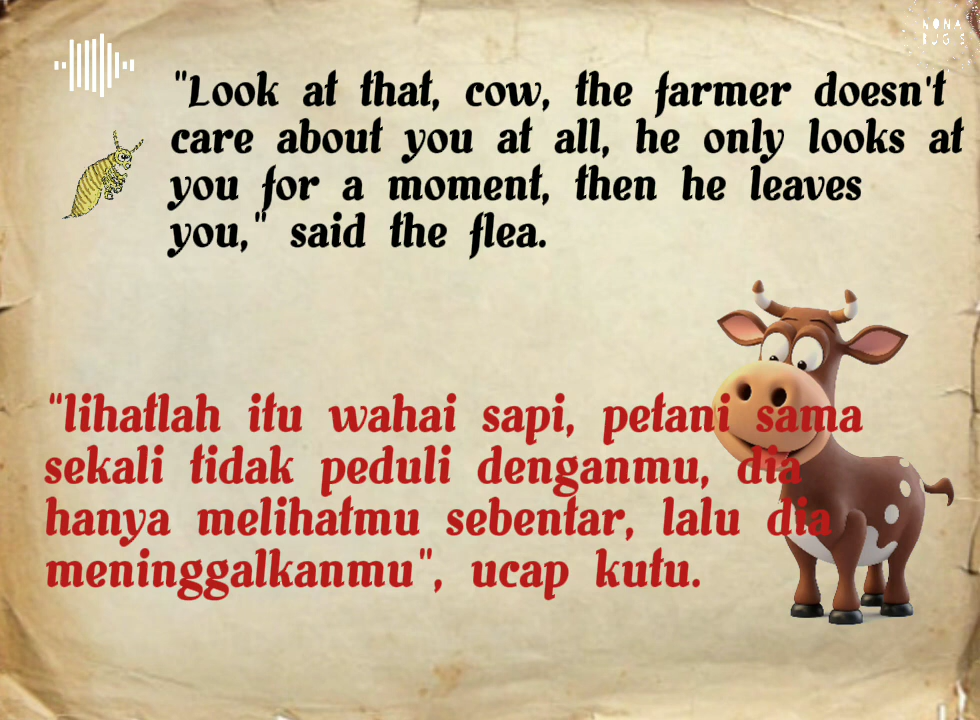 "Look at that, cow, the farmer doesn't
care about you at all, he only looks at
you for a moment, then he leaves
you," said the flea.
"lihatlah itu wahai sapi, petani sama
sekali tidak peduli denganmu, dia
hanya melihatmu sebentar, lalu dia
meninggalkanmu", ucap kutu.